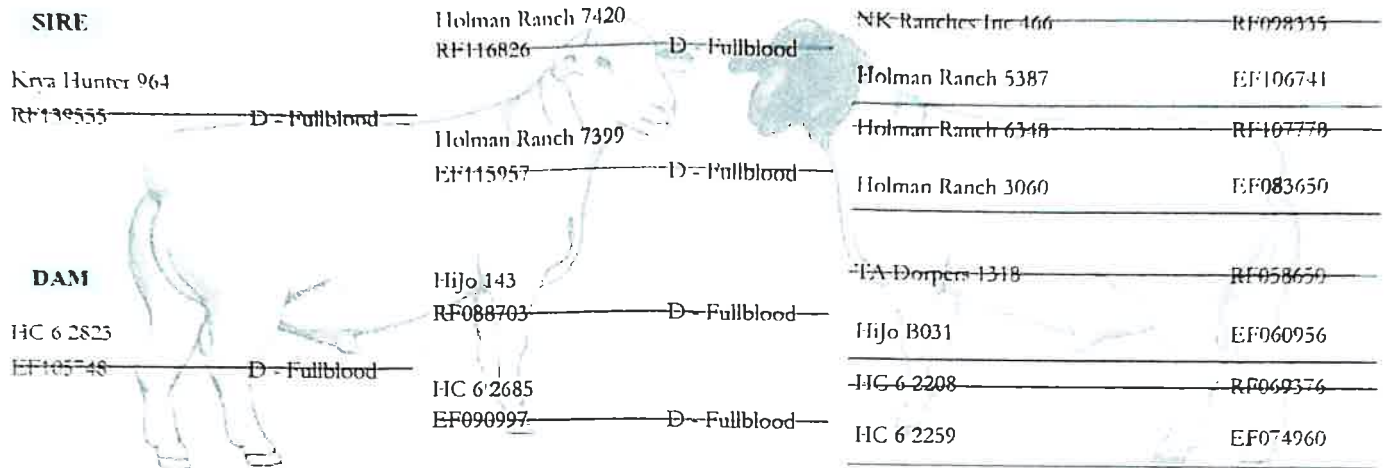 SIRE
Krva Hunter 964
RF139555 D - Fullblood
Holman Ranch 7420
RF116826 D - Fullblood
Holman Ranch 7399
EF115957 D - Fullblood
NK Ranches Inc 466 RF098335
Holman Ranch 5387 EF106741
Holman Ranch 6348 RF107778
Holman Ranch 3060 EF083650
DAM
HC 6 2823
EF105748 D - Fullblood
HiJo 143
RF088703 D - Fullblood
HC 6 2685
EF090997 D - Fullblood
TA Dorpers 1318 RF058650
HiJo B031 EF060956
HC 6 2208 RF069376
HC 6 2259 EF074960